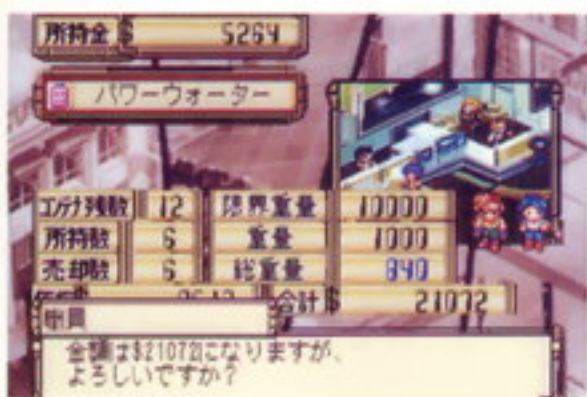 所持金 $ 5264
パワーウォーター
コンテナ残数 12 限界重量 10000
所持数 6 重量 1000
売却数 6 総重量 840
合計 $ 21072
店員
金額は$21072になりますが、
よろしいですか?